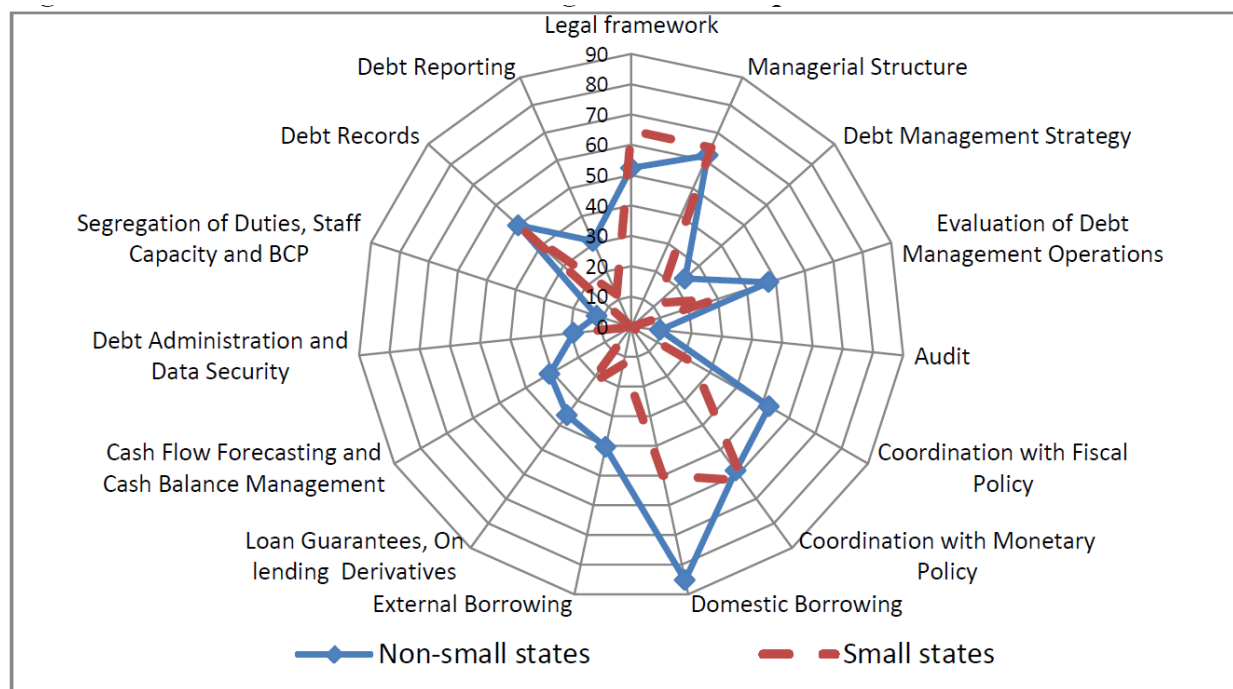 Legal framework
90
80
70
60
50
40
30
20
10
0
Managerial Structure
Debt Management Strategy
Evaluation of Debt
Management Operations
Audit
Coordination with Fiscal
Policy
Coordination with Monetary
Policy
Domestic Borrowing
External Borrowing
Loan Guarantees, On
lending Derivatives
Cash Flow Forecasting and
Cash Balance Management
Debt Administration and
Data Security
Segregation of Duties, Staff
Capacity and BCP
Debt Records
Debt Reporting
Non-small states
Small states